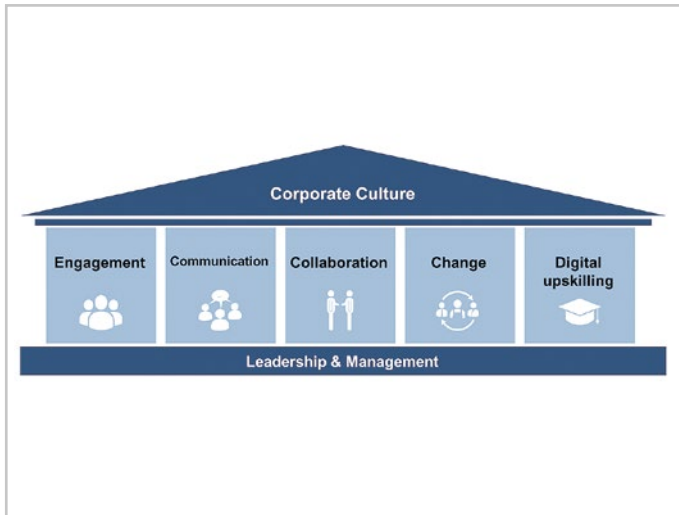 Corporate Culture
Engagement
Communication
Collaboration
Change
Digital
upskilling
Leadership & Management